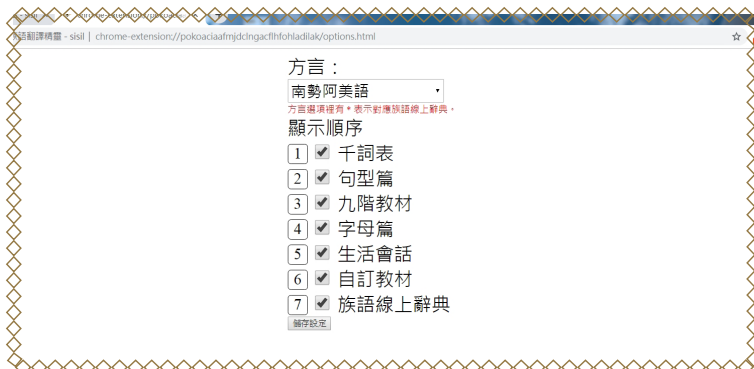 語翻譯精靈 - sisil | chrome-extension://pokoaciaafmjdclngacflhfohladilak/options.html
方言：
南勢阿美語
方言選項裡有 * 表示對應族語線上辭典。
顯示順序
1 千詞表
2 句型篇
3 九階教材
4 字母篇
5 生活會話
6 自訂教材
7 族語線上辭典
儲存設定